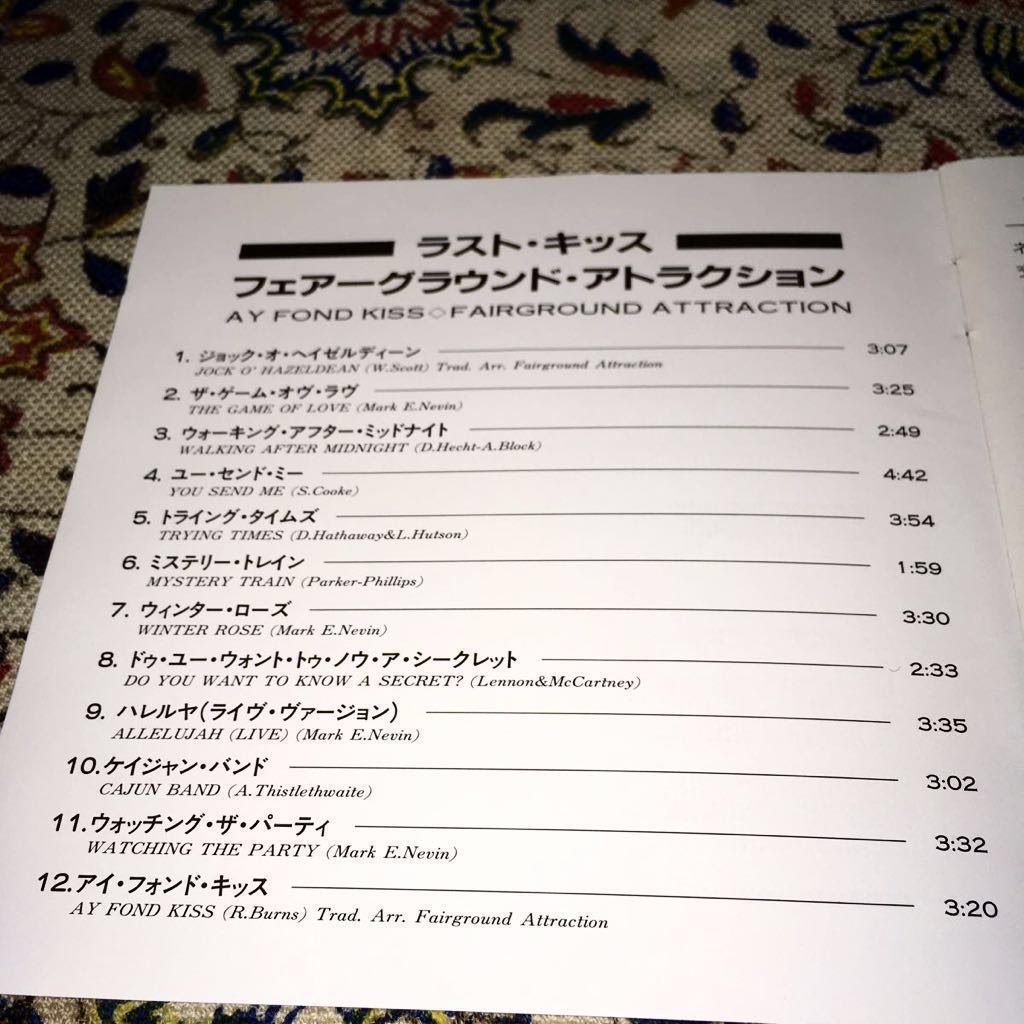 ラスト・キッス
フェアーグラウンド・アトラクション
AY FOND KISS◇FAIRGROUND ATTRACTION
1. ジョック・オ・ヘイゼルディーン 3:07
JOCK O' HAZELDEAN (W.Scott) Trad. Arr. Fairground Attraction
2. ザ・ゲーム・オヴ・ラヴ 3:25
THE GAME OF LOVE (Mark E.Nevin)
3. ウォーキング・アフター・ミッドナイト 2:49
WALKING AFTER MIDNIGHT (D.Hecht-A.Block)
4. ユー・センド・ミー 4:42
YOU SEND ME (S.Cooke)
5. トライング・タイムズ 3:54
TRYING TIMES (D.Hathaway&L.Hutson)
6. ミステリー・トレイン 1:59
MYSTERY TRAIN (Parker-Phillips)
7. ウィンター・ローズ 3:30
WINTER ROSE (Mark E.Nevin)
8. ドゥ・ユー・ウォント・トゥ・ノウ・ア・シークレット 2:33
DO YOU WANT TO KNOW A SECRET? (Lennon&McCartney)
9. ハレルヤ(ライヴ・ヴァージョン) 3:35
ALLELUJAH (LIVE) (Mark E.Nevin)
10.ケイジャン・バンド 3:02
CAJUN BAND (A.Thistlethwaite)
11.ウォッチング・ザ・パーティ 3:32
WATCHING THE PARTY (Mark E.Nevin)
12.アイ・フォンド・キッス 3:20
AY FOND KISS (R.Burns) Trad. Arr. Fairground Attraction